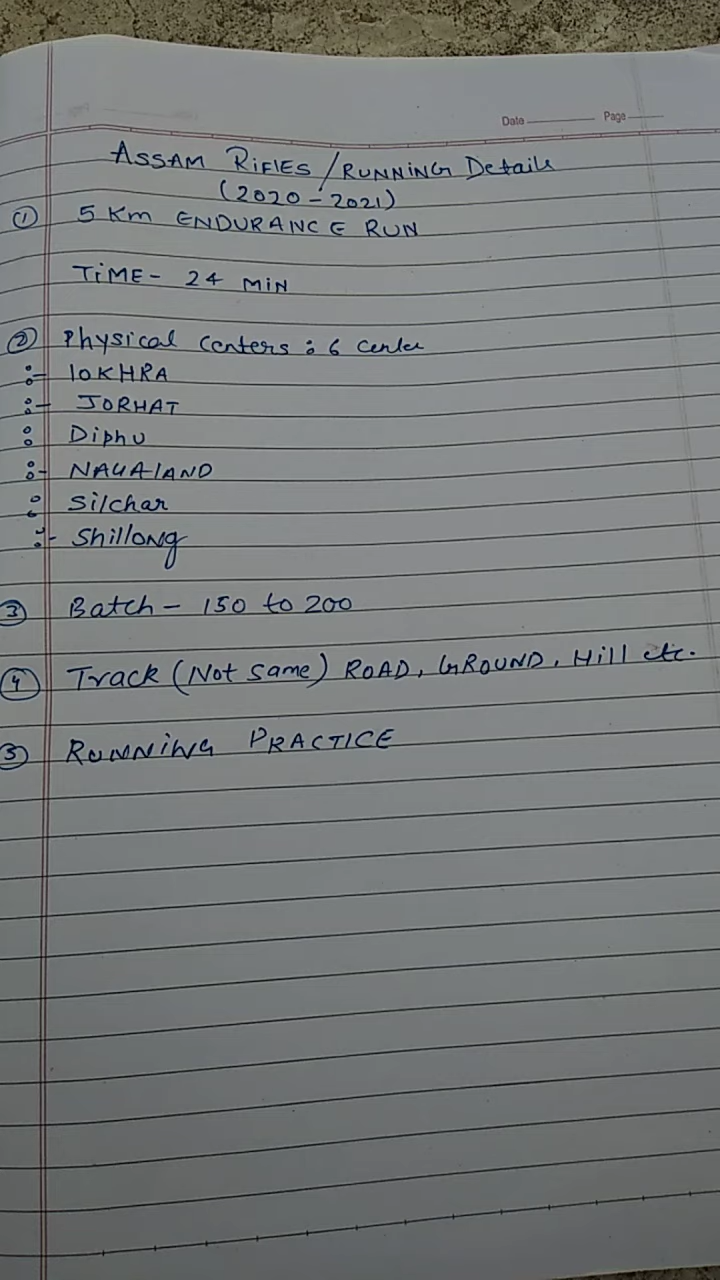 Date Page
ASSAM RIFlES / RUNNING Details
(2020-2021)
① 5 Km ENDURANCE RUN
TiME- 24 MiN
② Physical Centers : 6 Center
:- lOKHRA
:- JORHAT
: Diphu
:- NAGAlAND
: Silchar
:- Shillong
③ Batch - 150 to 200
④ Track (Not same) ROAD, GROUND, Hill etc.
⑤ RUNNiNG PRACTICE